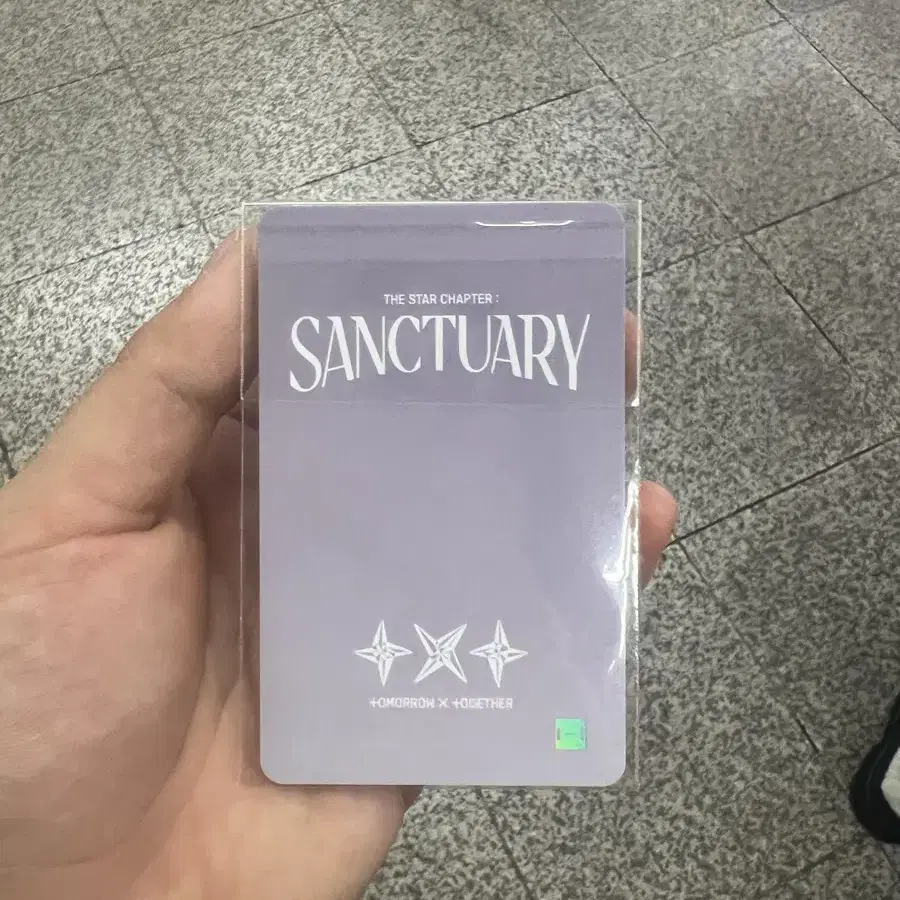 THE STAR CHAPTER :
SANCTUARY
TOMORROW X TOGETHER